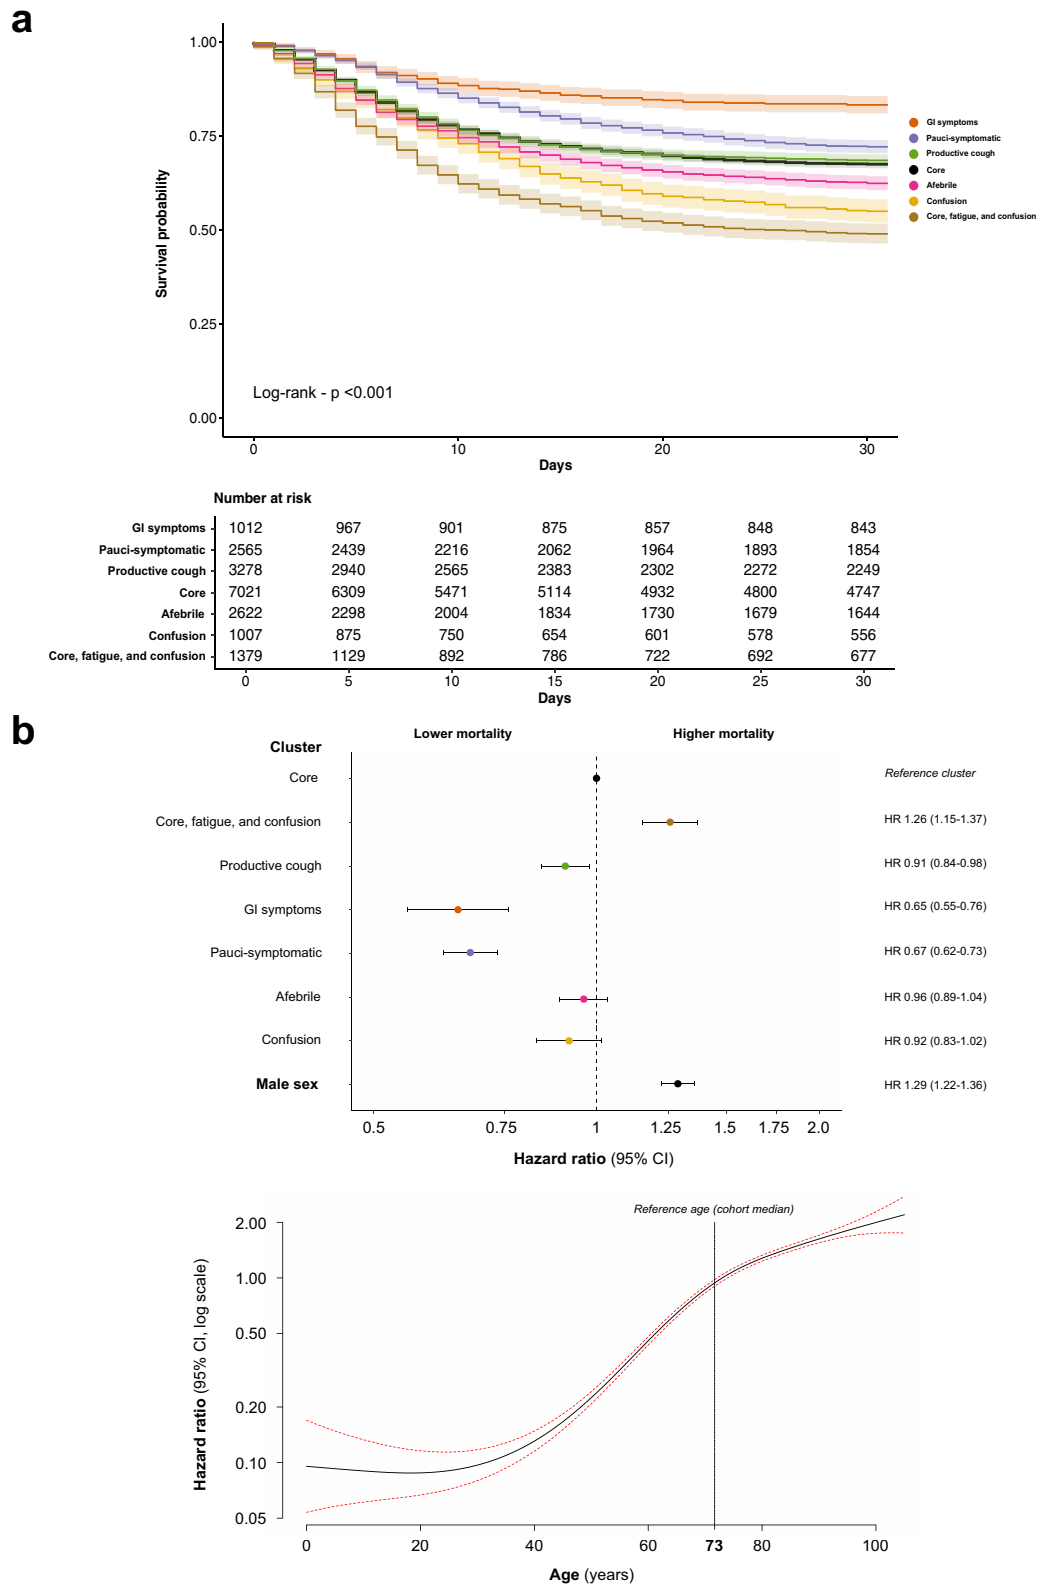 a
1.00
0.75
0.50
0.25
0.00
Survival probability
Log-rank - p <0.001
0 10 20 30
Days
GI symptoms
Pauci-symptomatic
Productive cough
Core
Afebrile
Confusion
Core, fatigue, and confusion
Number at risk
GI symptoms 1012 967 901 875 857 848 843
Pauci-symptomatic 2565 2439 2216 2062 1964 1893 1854
Productive cough 3278 2940 2565 2383 2302 2272 2249
Core 7021 6309 5471 5114 4932 4800 4747
Afebrile 2622 2298 2004 1834 1730 1679 1644
Confusion 1007 875 750 654 601 578 556
Core, fatigue, and confusion 1379 1129 892 786 722 692 677
0 5 10 15 20 25 30
Days
b
Lower mortality Higher mortality
Cluster
Core Reference cluster
Core, fatigue, and confusion HR 1.26 (1.15-1.37)
Productive cough HR 0.91 (0.84-0.98)
GI symptoms HR 0.65 (0.55-0.76)
Pauci-symptomatic HR 0.67 (0.62-0.73)
Afebrile HR 0.96 (0.89-1.04)
Confusion HR 0.92 (0.83-1.02)
Male sex HR 1.29 (1.22-1.36)
0.5 0.75 1 1.25 1.5 1.75 2.0
Hazard ratio (95% CI)
Reference age (cohort median)
2.00
1.00
0.50
0.20
0.10
0.05
Hazard ratio (95% CI, log scale)
0 20 40 60 73 80 100
Age (years)